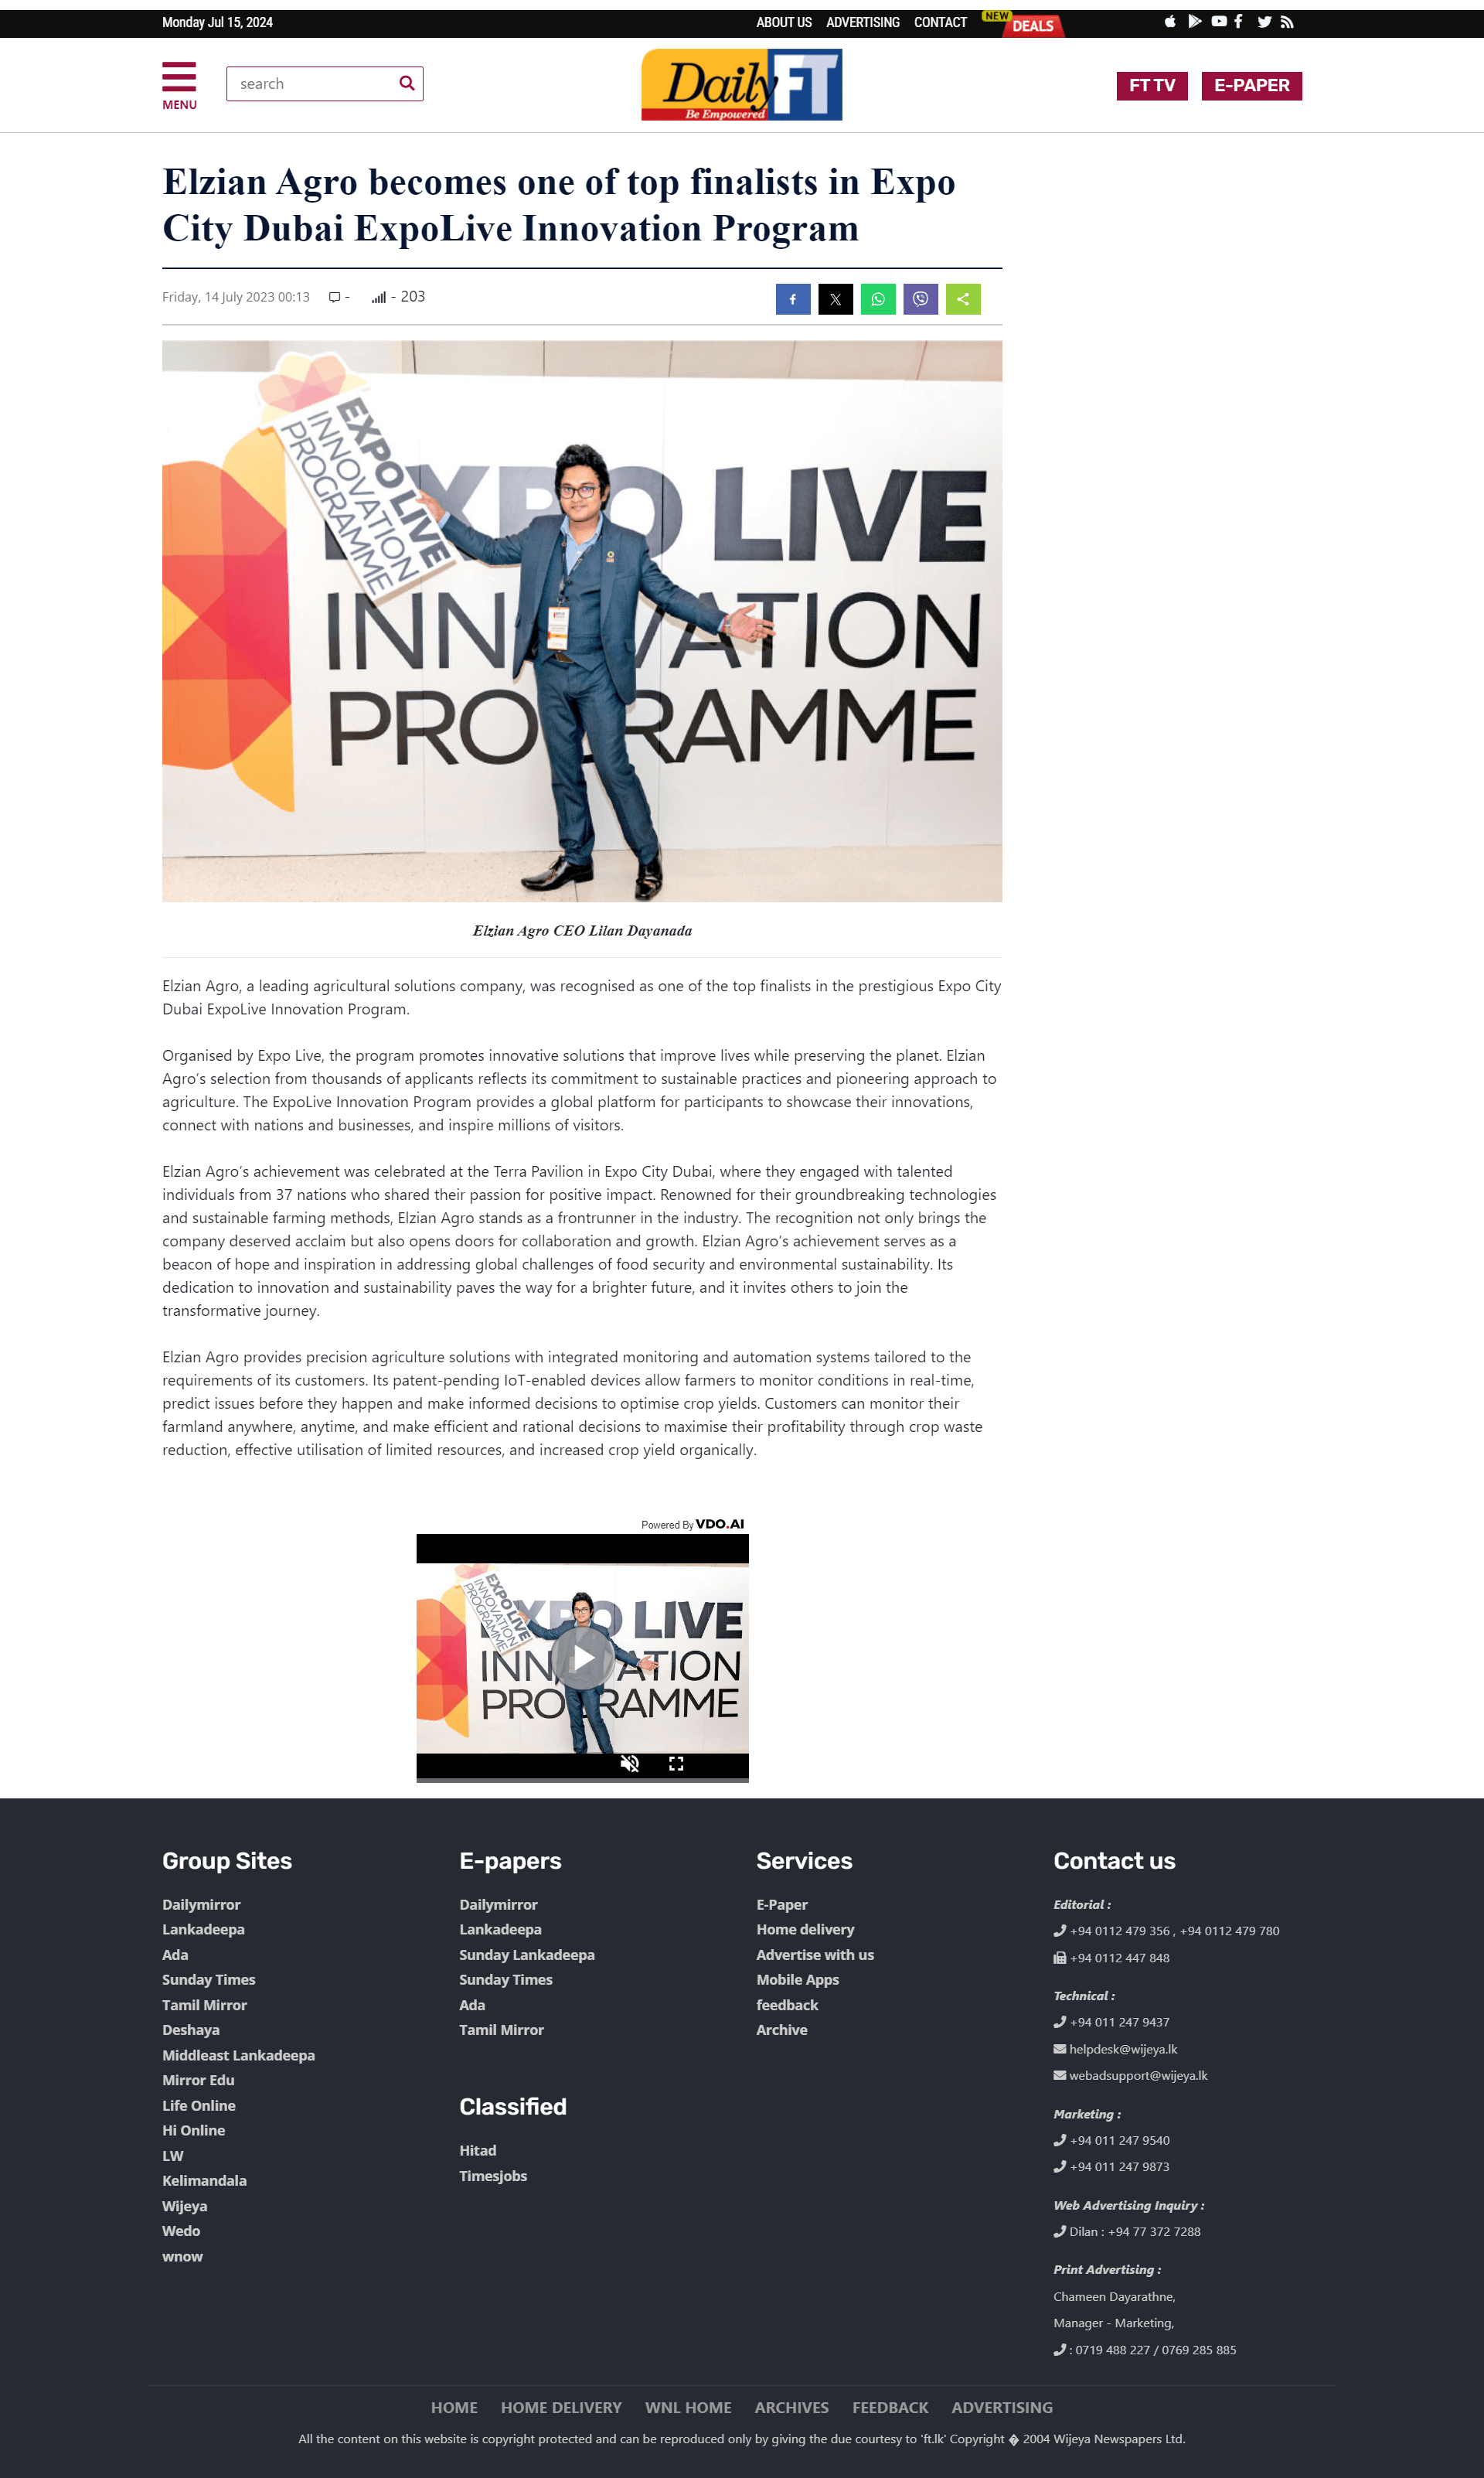 Monday Jul 15, 2024
ABOUT US ADVERTISING CONTACT NEW DEALS
MENU
search
Daily FT
Be Empowered
FT TV E-PAPER
Elzian Agro becomes one of top finalists in Expo
City Dubai ExpoLive Innovation Program
Friday, 14 July 2023 00:13 - - 203
EXPO LIVE
INNOVATION
PROGRAMME
EXPO LIVE
INNOVATION
PROGRAMME
Elzian Agro CEO Lilan Dayanada
Elzian Agro, a leading agricultural solutions company, was recognised as one of the top finalists in the prestigious Expo City
Dubai ExpoLive Innovation Program.
Organised by Expo Live, the program promotes innovative solutions that improve lives while preserving the planet. Elzian
Agro’s selection from thousands of applicants reflects its commitment to sustainable practices and pioneering approach to
agriculture. The ExpoLive Innovation Program provides a global platform for participants to showcase their innovations,
connect with nations and businesses, and inspire millions of visitors.
Elzian Agro’s achievement was celebrated at the Terra Pavilion in Expo City Dubai, where they engaged with talented
individuals from 37 nations who shared their passion for positive impact. Renowned for their groundbreaking technologies
and sustainable farming methods, Elzian Agro stands as a frontrunner in the industry. The recognition not only brings the
company deserved acclaim but also opens doors for collaboration and growth. Elzian Agro’s achievement serves as a
beacon of hope and inspiration in addressing global challenges of food security and environmental sustainability. Its
dedication to innovation and sustainability paves the way for a brighter future, and it invites others to join the
transformative journey.
Elzian Agro provides precision agriculture solutions with integrated monitoring and automation systems tailored to the
requirements of its customers. Its patent-pending IoT-enabled devices allow farmers to monitor conditions in real-time,
predict issues before they happen and make informed decisions to optimise crop yields. Customers can monitor their
farmland anywhere, anytime, and make efficient and rational decisions to maximise their profitability through crop waste
reduction, effective utilisation of limited resources, and increased crop yield organically.
Powered By VDO.AI
EXPO LIVE
INNOVATION
PROGRAMME
EXPO LIVE
INNOVATION
PROGRAMME
Group Sites
Dailymirror
Lankadeepa
Ada
Sunday Times
Tamil Mirror
Deshaya
Middleast Lankadeepa
Mirror Edu
Life Online
Hi Online
LW
Kelimandala
Wijeya
Wedo
wnow
E-papers
Dailymirror
Lankadeepa
Sunday Lankadeepa
Sunday Times
Ada
Tamil Mirror
Classified
Hitad
Timesjobs
Services
E-Paper
Home delivery
Advertise with us
Mobile Apps
feedback
Archive
Contact us
Editorial :
+94 0112 479 356 , +94 0112 479 780
+94 0112 447 848
Technical :
+94 011 247 9437
helpdesk@wijeya.lk
webadsupport@wijeya.lk
Marketing :
+94 011 247 9540
+94 011 247 9873
Web Advertising Inquiry :
Dilan : +94 77 372 7288
Print Advertising :
Chameen Dayarathne,
Manager - Marketing,
: 0719 488 227 / 0769 285 885
HOME HOME DELIVERY WNL HOME ARCHIVES FEEDBACK ADVERTISING
All the content on this website is copyright protected and can be reproduced only by giving the due courtesy to 'ft.lk' Copyright � 2004 Wijeya Newspapers Ltd.